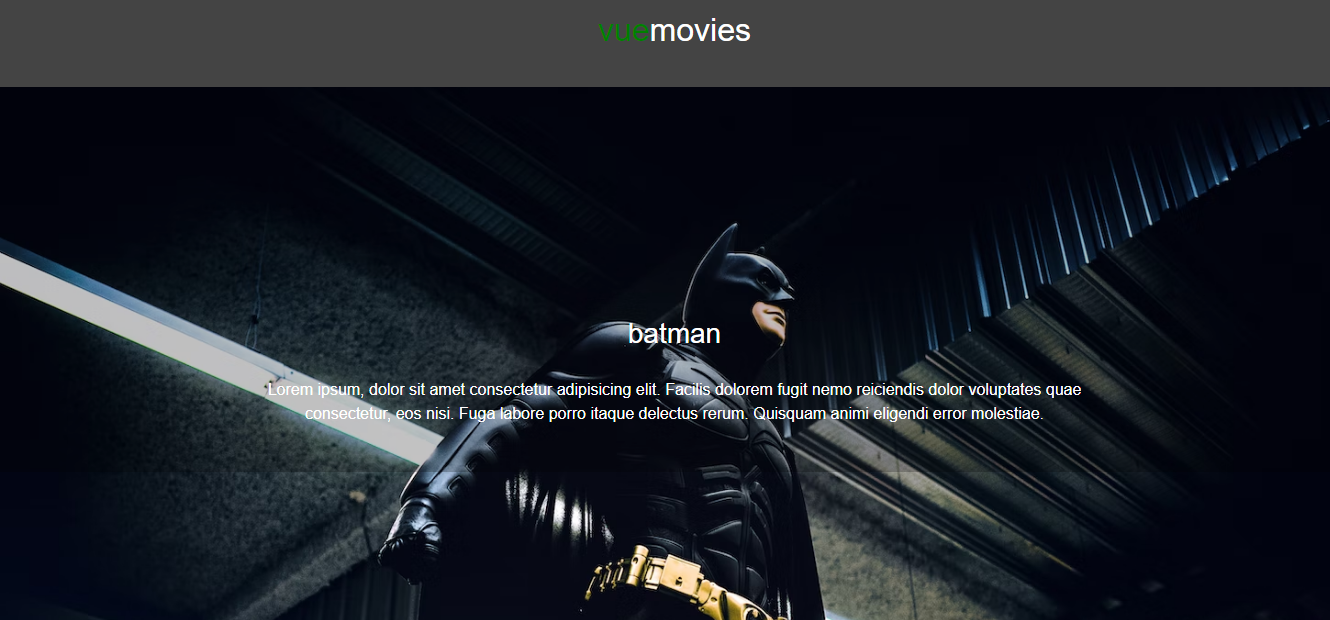 vuemovies
batman
Lorem ipsum, dolor sit amet consectetur adipisicing elit. Facilis dolorem fugit nemo reiciendis dolor voluptates quae
consectetur, eos nisi. Fuga labore porro itaque delectus rerum. Quisquam animi eligendi error molestiae.